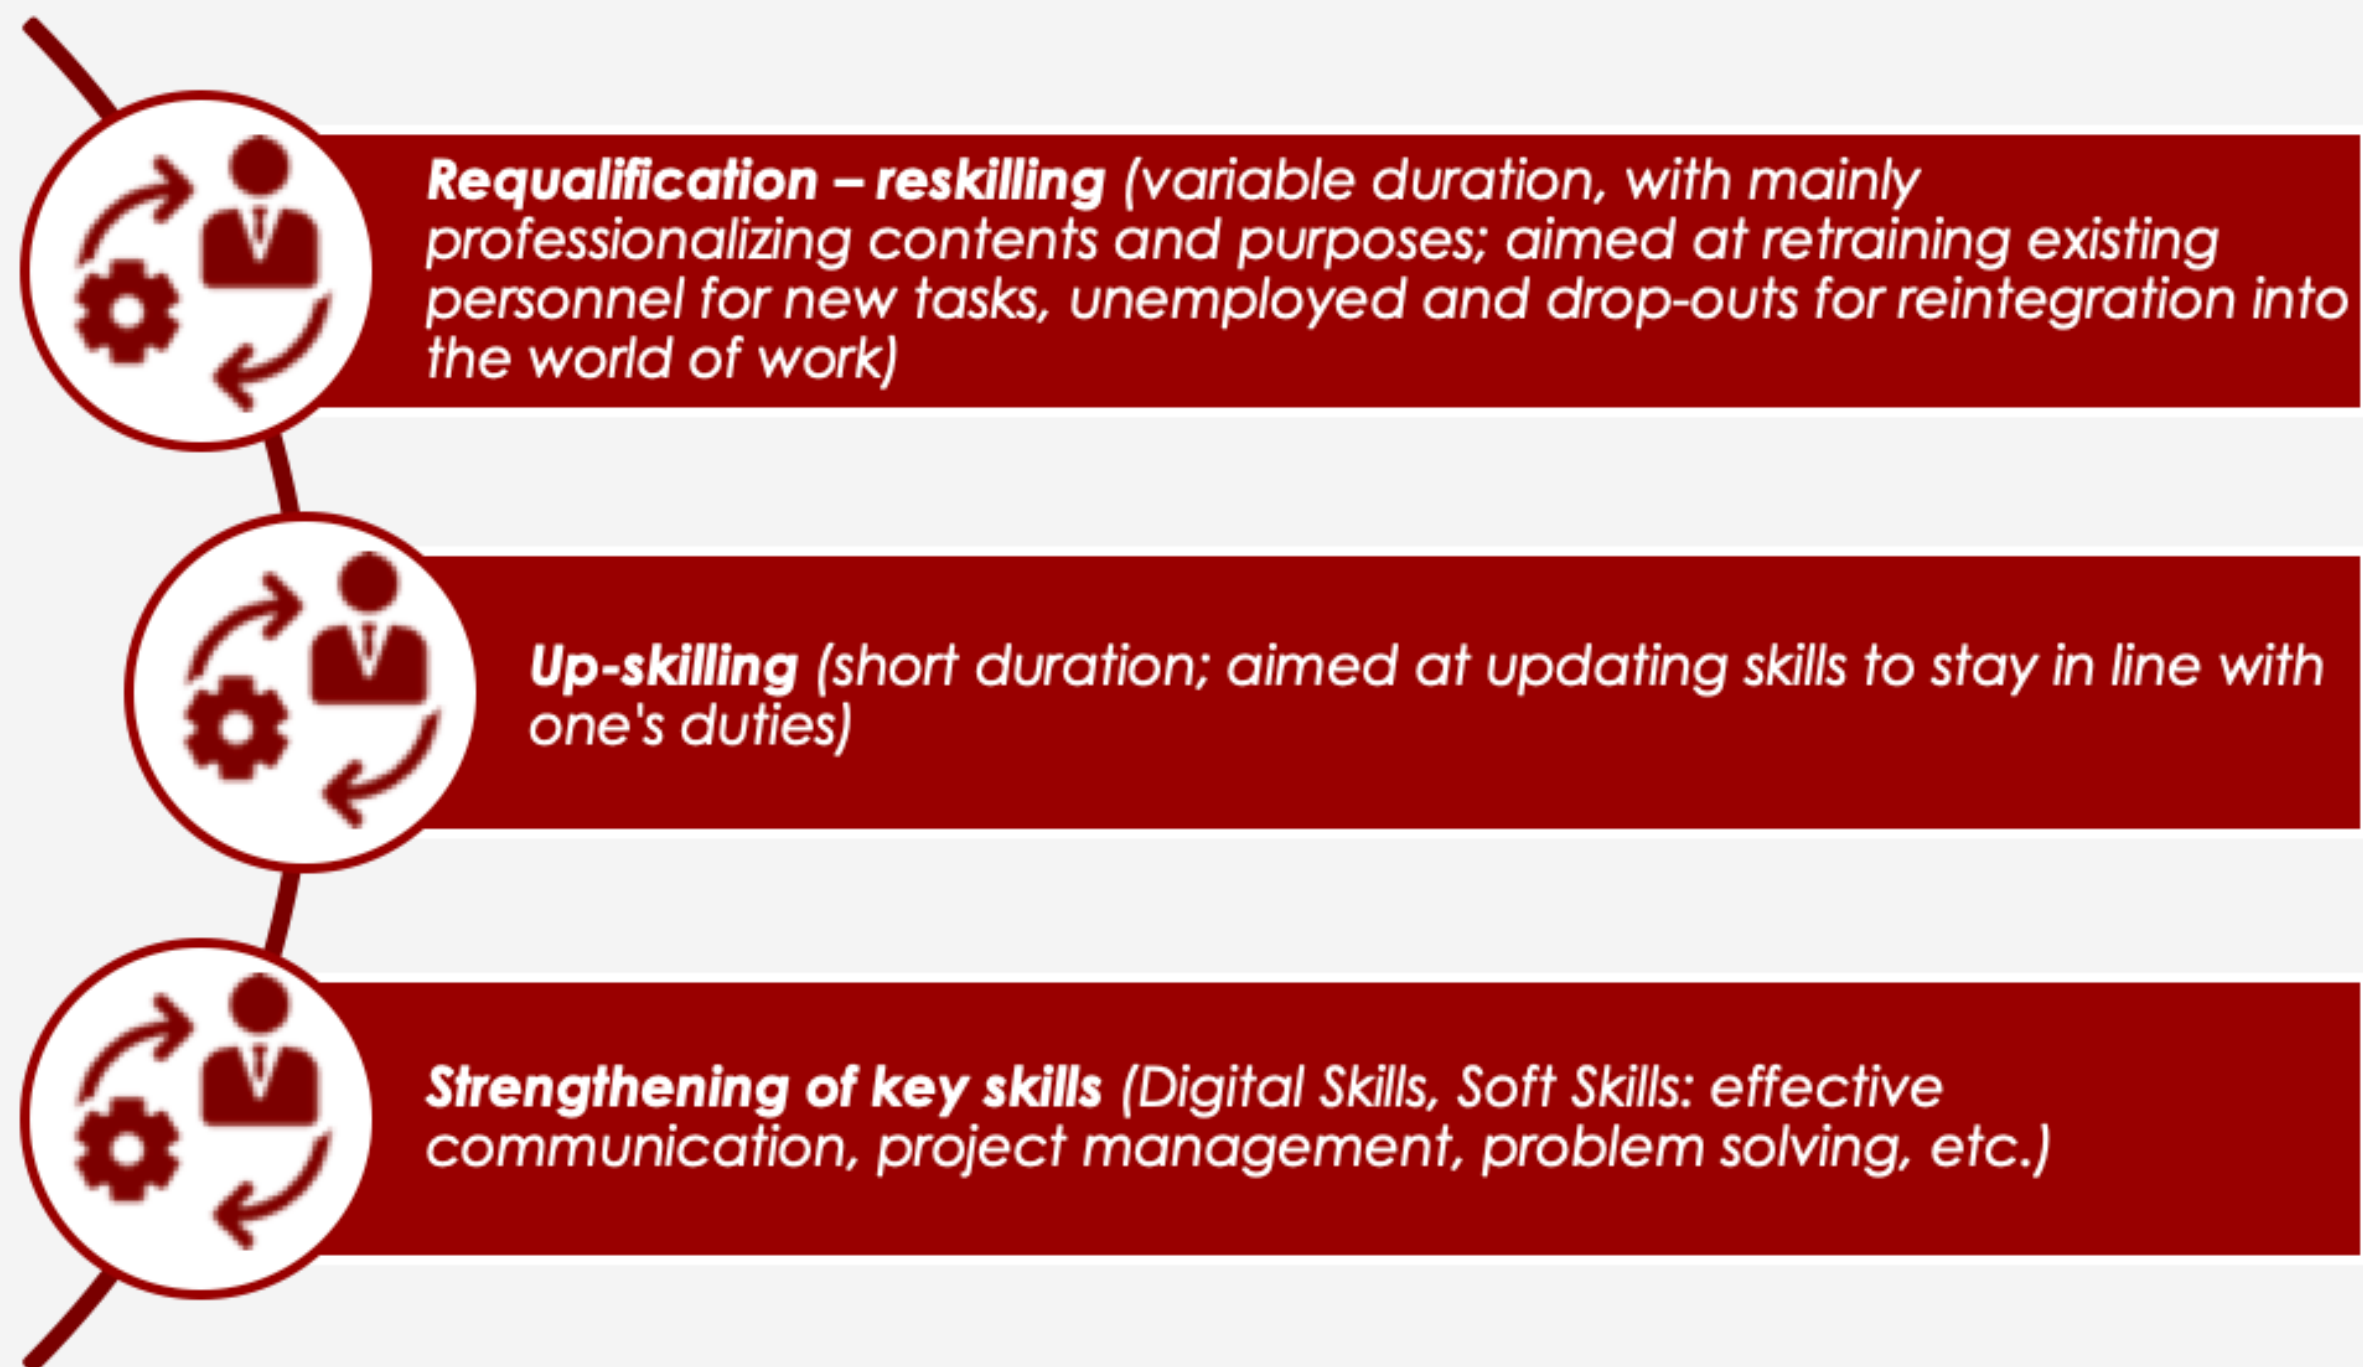 Requalification – reskilling (variable duration, with mainly
professionalizing contents and purposes; aimed at retraining existing
personnel for new tasks, unemployed and drop-outs for reintegration into
the world of work)
Up-skilling (short duration; aimed at updating skills to stay in line with
one's duties)
Strengthening of key skills (Digital Skills, Soft Skills: effective
communication, project management, problem solving, etc.)